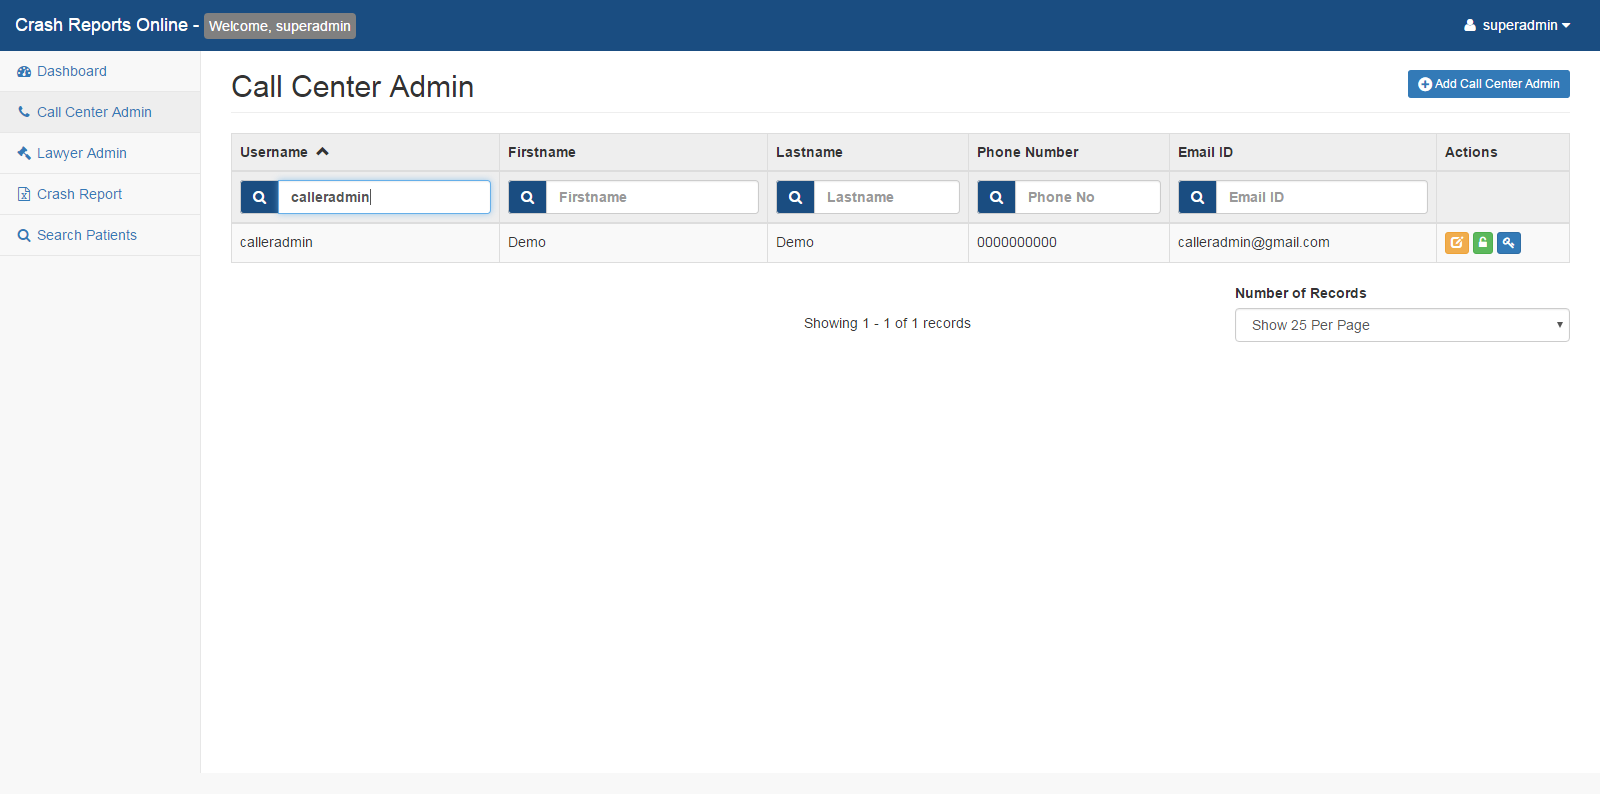 Crash Reports Online - Welcome, superadmin
superadmin
Dashboard
Call Center Admin
Lawyer Admin
Crash Report
Search Patients
Call Center Admin
Add Call Center Admin
Username Firstname Lastname Phone Number Email ID Actions
calleradmin Firstname Lastname Phone No Email ID
calleradmin Demo Demo 0000000000 calleradmin@gmail.com
Number of Records
Showing 1 - 1 of 1 records
Show 25 Per Page